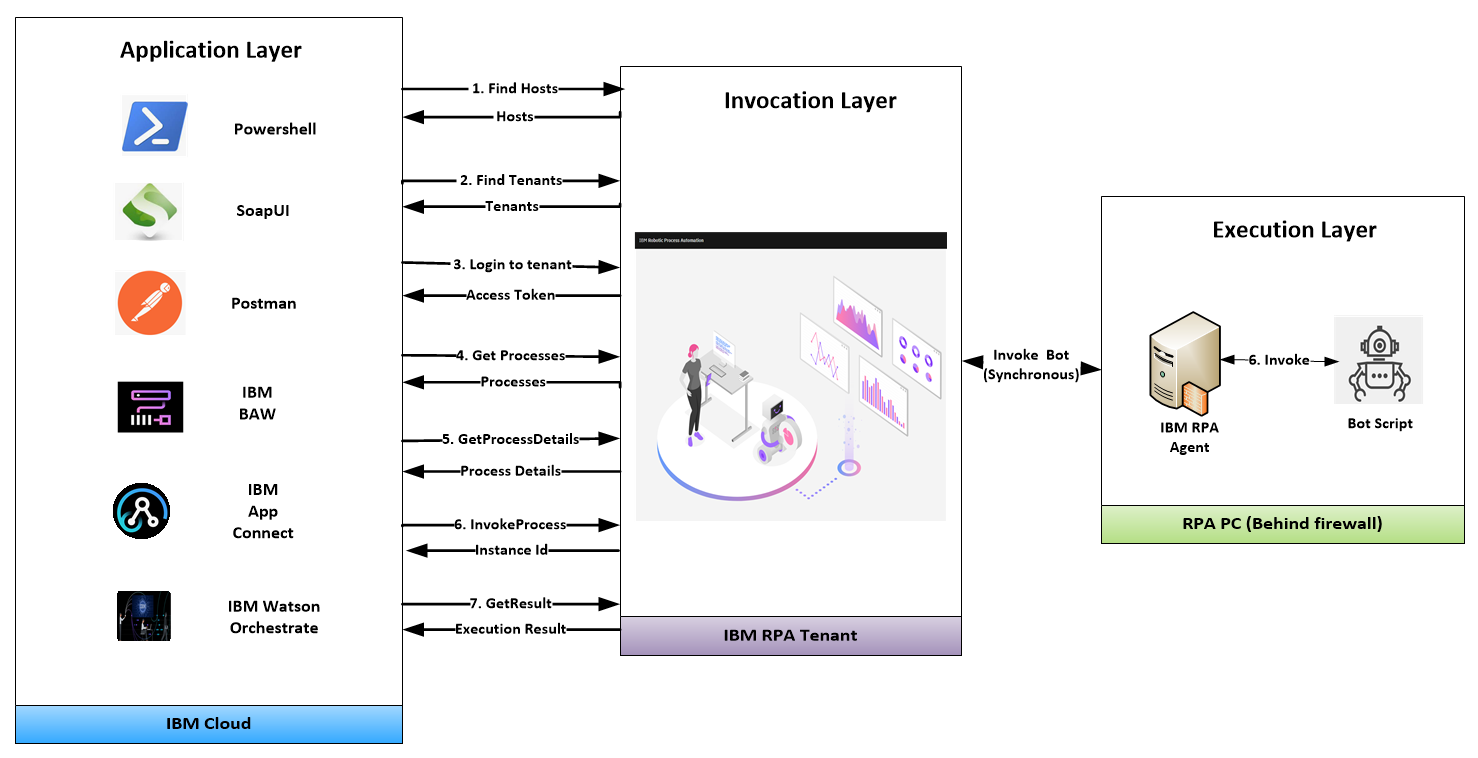 Application Layer
Powershell
SoapUI
Postman
IBM
BAW
IBM
App
Connect
IBM Watson
Orchestrate
IBM Cloud
1. Find Hosts
Hosts
2. Find Tenants
Tenants
3. Login to tenant
Access Token
4. Get Processes
Processes
5. GetProcessDetails
Process Details
6. InvokeProcess
Instance Id
7. GetResult
Execution Result
Invocation Layer
IBM Robotic Process Automation
IBM RPA Tenant
Invoke Bot
(Synchronous)
Execution Layer
6. Invoke
IBM RPA
Agent
Bot Script
RPA PC (Behind firewall)